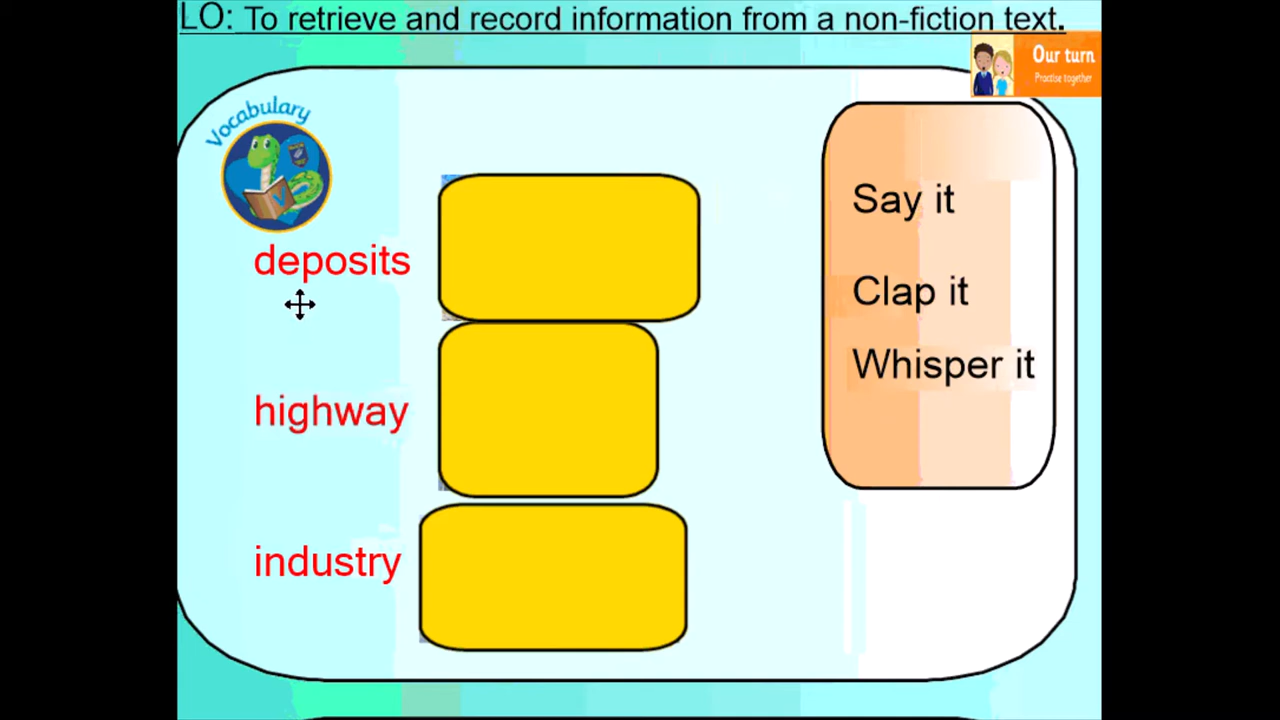 LO: To retrieve and record information from a non-fiction text.
Our turn
Practise together
Vocabulary
Say it
deposits
Clap it
Whisper it
highway
industry